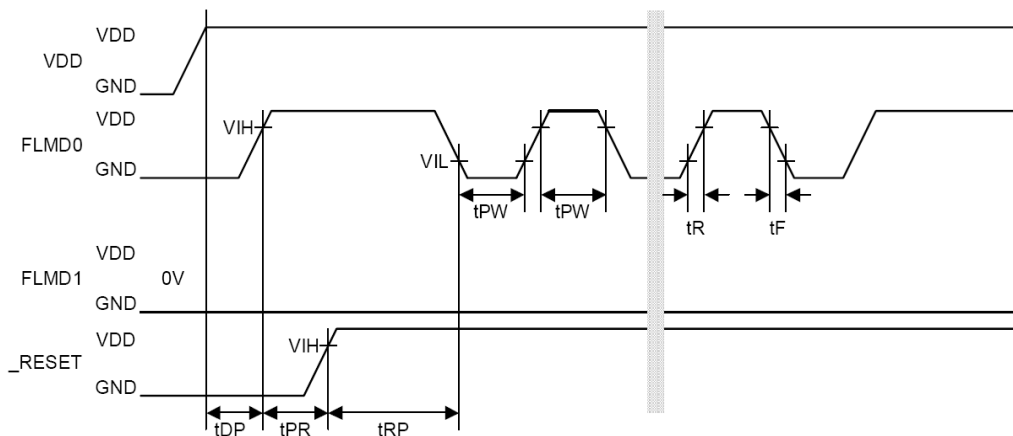 VDD
VDD
GND
FLMD0
VDD
GND
VIH
VIL
tPW
tPW
tR
tF
FLMD1
VDD
GND
0V
_RESET
VDD
GND
VIH
tDP
tPR
tRP